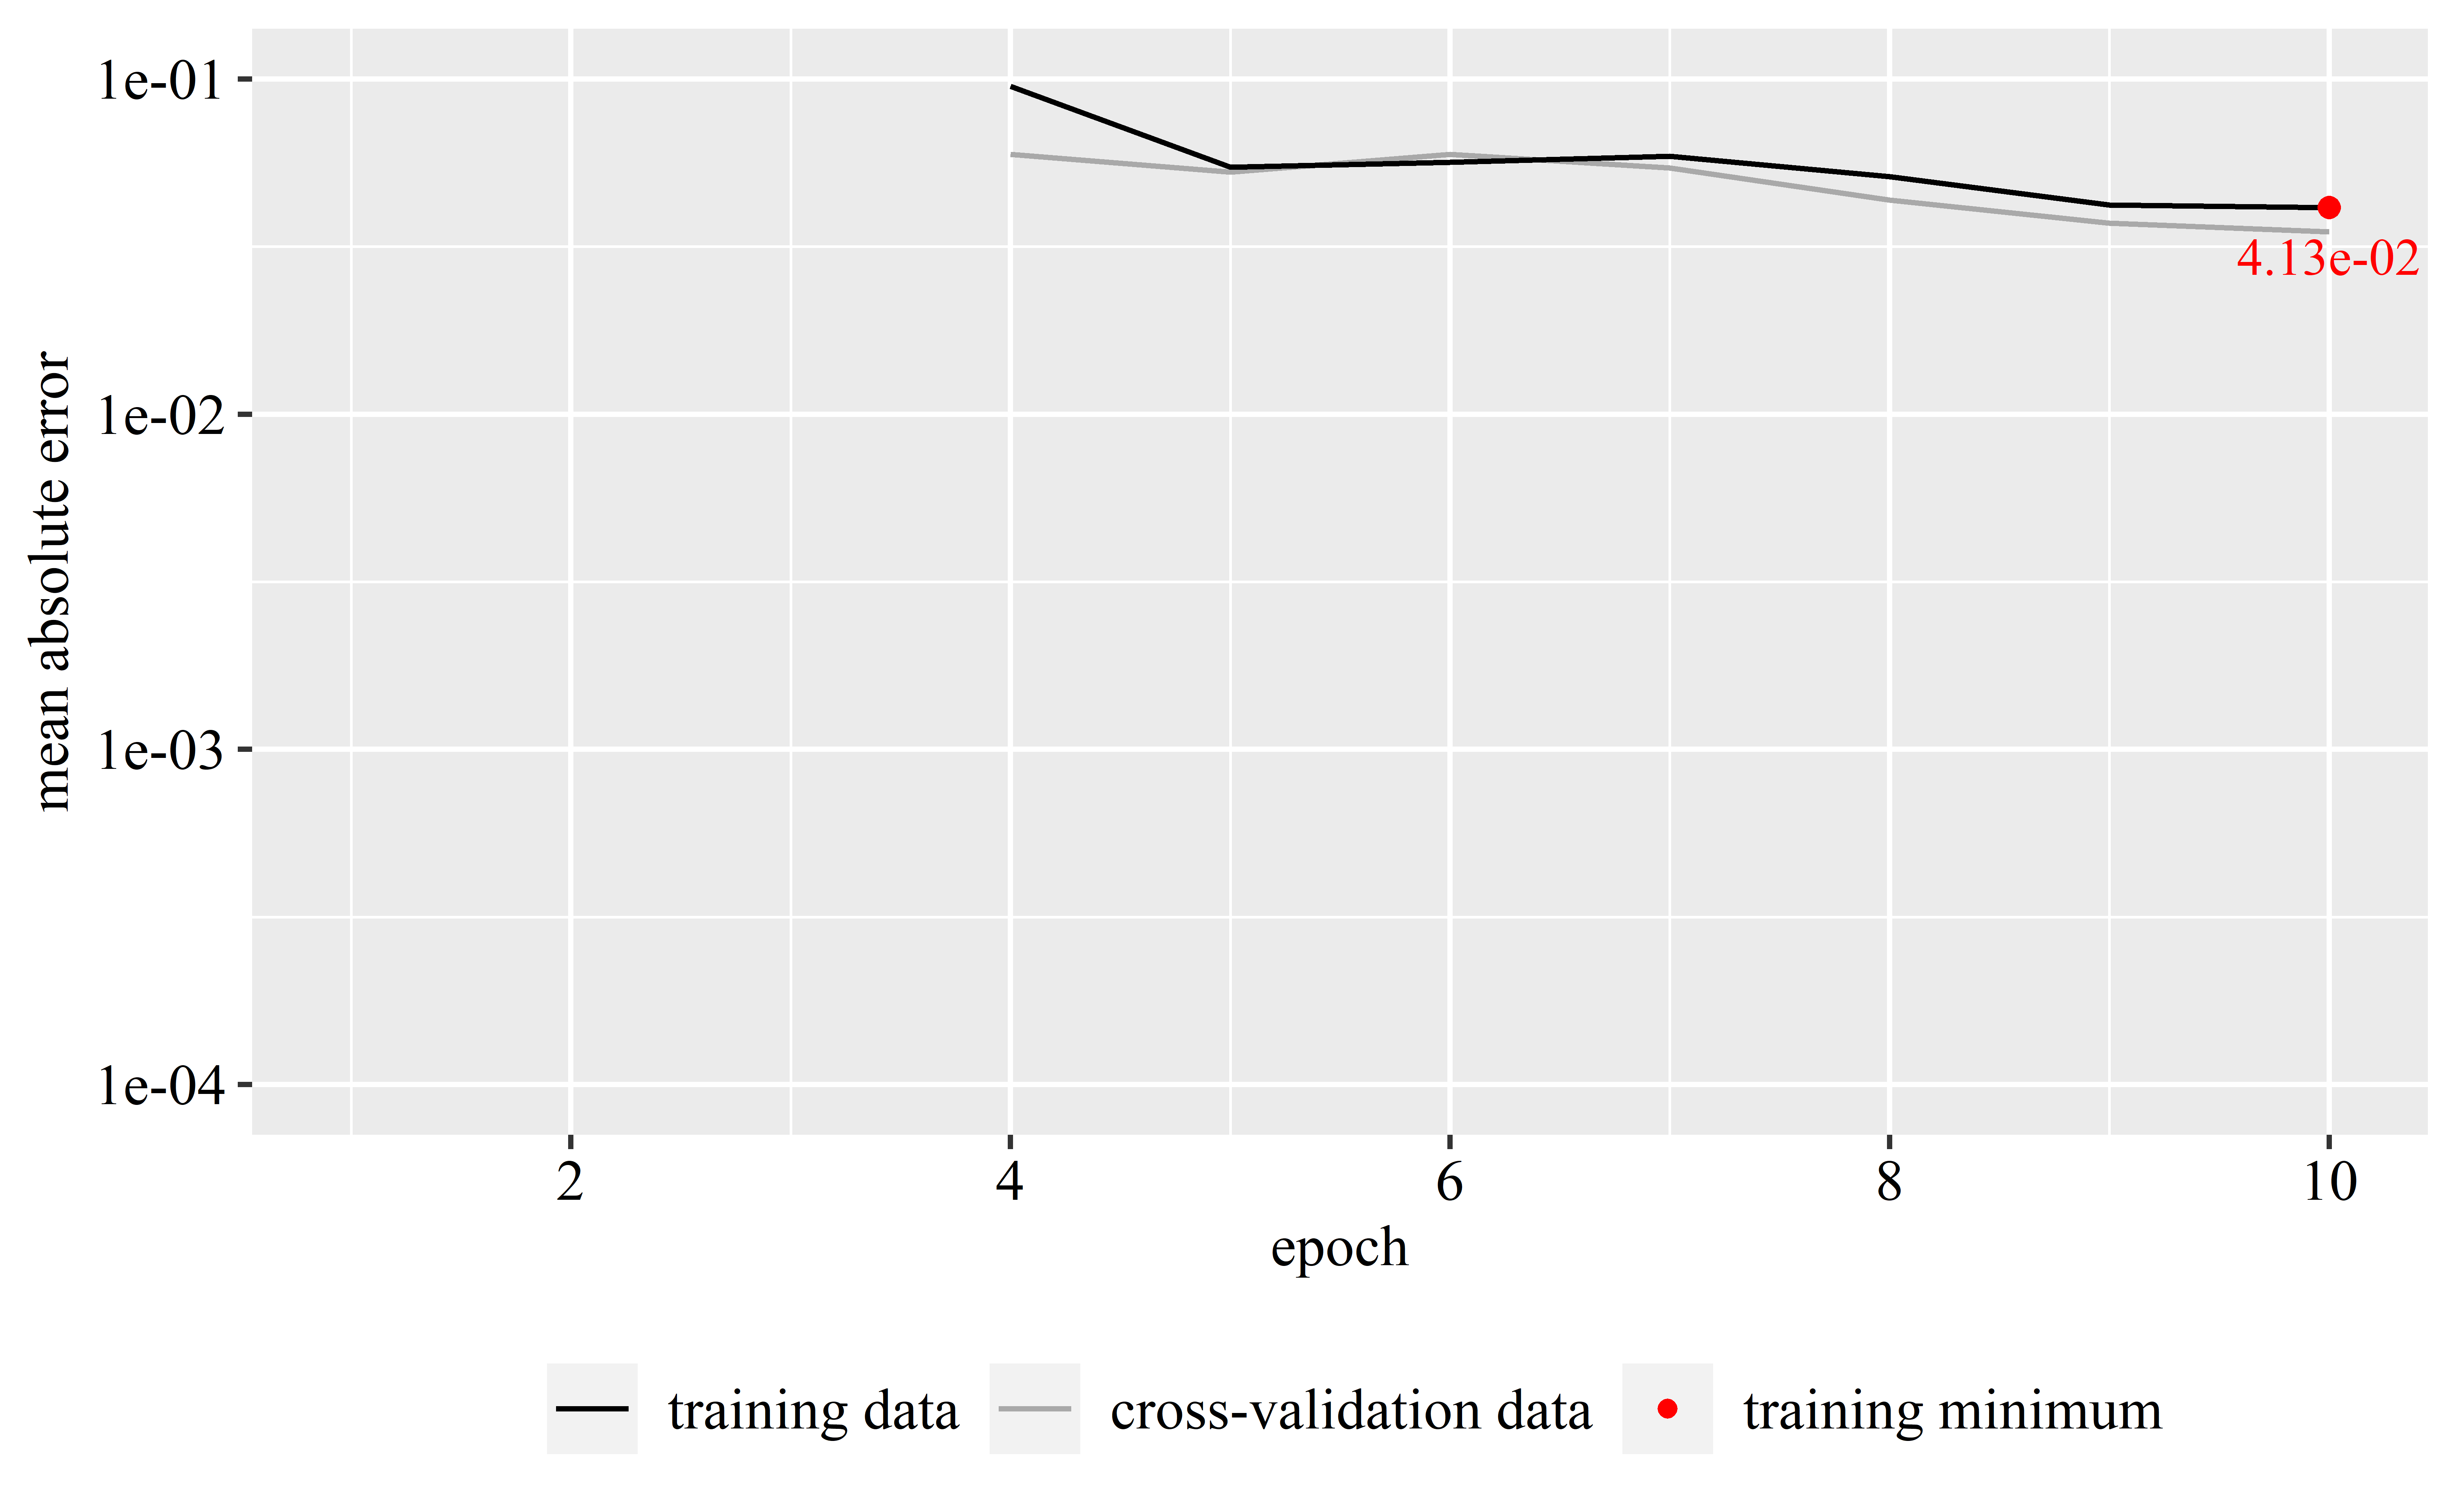 1e-01
1e-02
1e-03
1e-04
mean absolute error
4.13e-02
2 4 6 8 10
epoch
training data cross-validation data training minimum